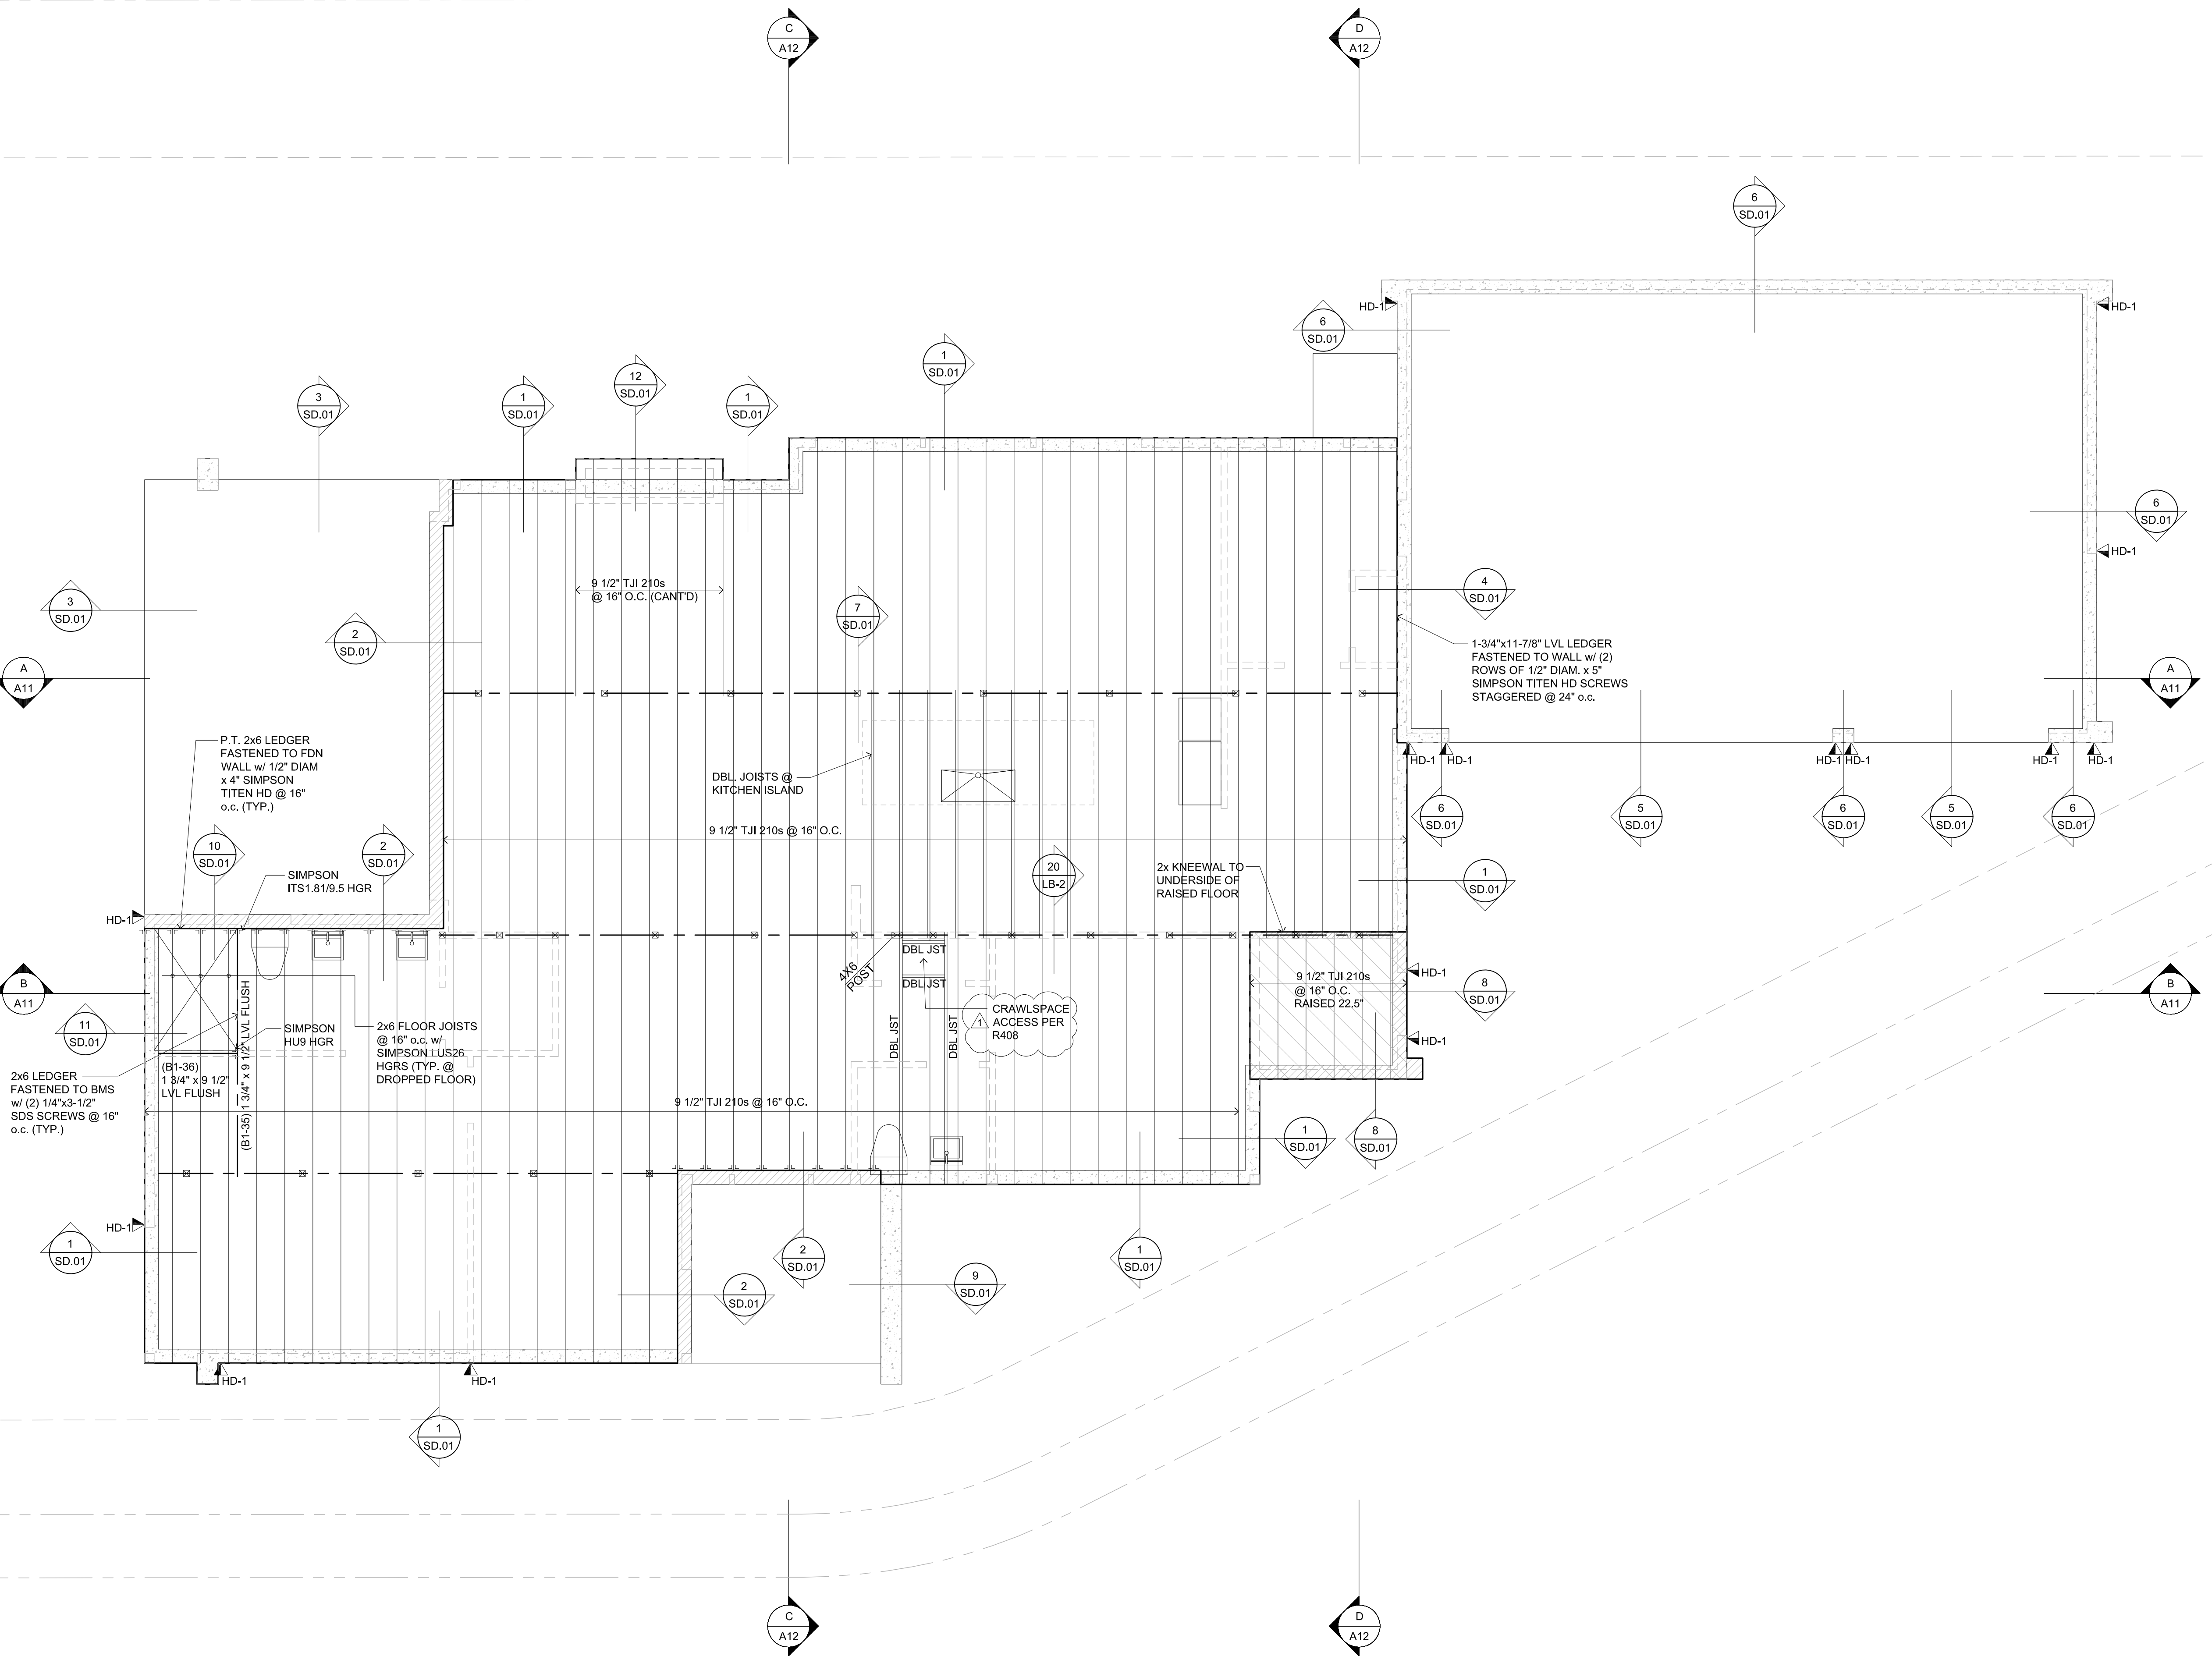 C
A12
D
A12
6
SD.01
HD-1
HD-1
6
SD.01
1
SD.01
12
SD.01
3
SD.01
1
SD.01
1
SD.01
6
SD.01
HD-1
9 1/2" TJI 210s
@ 16" O.C. (CANT'D)
4
SD.01
3
SD.01
7
SD.01
2
SD.01
1-3/4"x11-7/8" LVL LEDGER
FASTENED TO WALL w/ (2)
ROWS OF 1/2" DIAM. x 5"
SIMPSON TITEN HD SCREWS
STAGGERED @ 24" o.c.
A
A11
A
A11
P.T. 2x6 LEDGER
FASTENED TO FDN
WALL w/ 1/2" DIAM
x 4" SIMPSON
TITEN HD @ 16"
o.c. (TYP.)
DBL. JOISTS @
KITCHEN ISLAND
HD-1
HD-1
HD-1
HD-1
HD-1
HD-1
6
SD.01
5
SD.01
6
SD.01
5
SD.01
6
SD.01
9 1/2" TJI 210s @ 16" O.C.
10
SD.01
2
SD.01
20
LB-2
2x KNEEWAL TO
UNDERSIDE OF
RAISED FLOOR
1
SD.01
SIMPSON
ITS1.81/9.5 HGR
HD-1
DBL JST
4X6
POST
DBL JST
9 1/2" TJI 210s
@ 16" O.C.
RAISED 22.5"
HD-1
8
SD.01
B
A11
B
A11
CRAWLSPACE
ACCESS PER
R408
1
DBL JST
DBL JST
11
SD.01
SIMPSON
HU9 HGR
2x6 FLOOR JOISTS
@ 16" o.c. w/
SIMPSON LUS26
HGRS (TYP. @
DROPPED FLOOR)
HD-1
(B1-36)
1 3/4" x 9 1/2"
LVL FLUSH
(B1-35) 1 3/4" x 9 1/2" LVL FLUSH
2x6 LEDGER
FASTENED TO BMS
w/ (2) 1/4"x3-1/2"
SDS SCREWS @ 16"
o.c. (TYP.)
9 1/2" TJI 210s @ 16" O.C.
1
SD.01
8
SD.01
HD-1
1
SD.01
2
SD.01
1
SD.01
9
SD.01
2
SD.01
HD-1
HD-1
1
SD.01
C
A12
D
A12